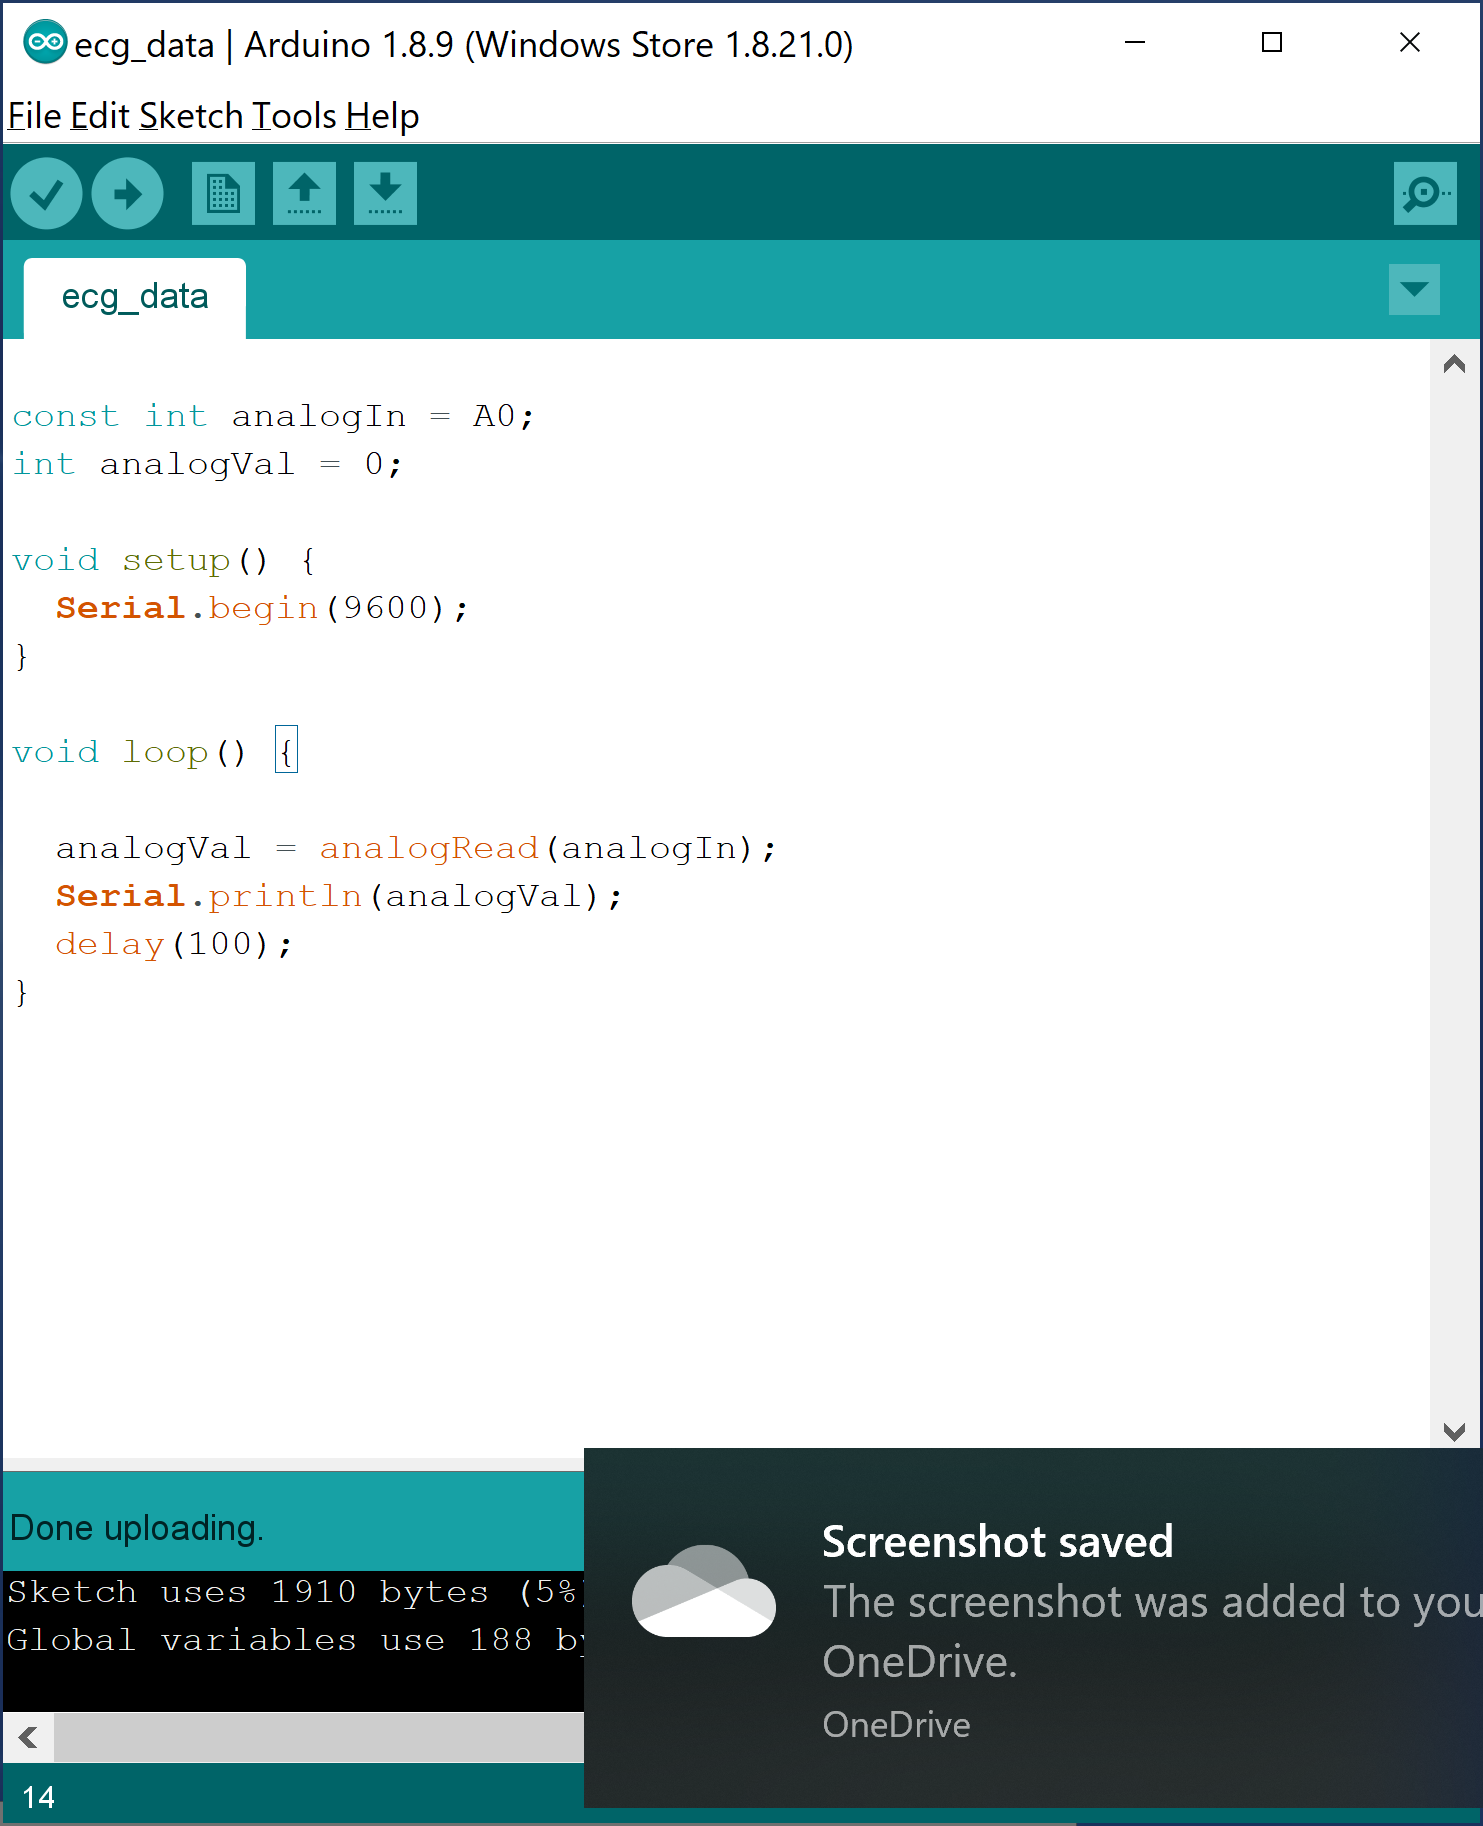 ecg_data | Arduino 1.8.9 (Windows Store 1.8.21.0)
File Edit Sketch Tools Help
ecg_data
const int analogIn = A0;
int analogVal = 0;
void setup() {
  Serial.begin(9600);
}
void loop() {
  analogVal = analogRead(analogIn);
  Serial.println(analogVal);
  delay(100);
}
Done uploading.
Sketch uses 1910 bytes (5%)
Global variables use 188
Screenshot saved
The screenshot was added to you
OneDrive.
OneDrive
14